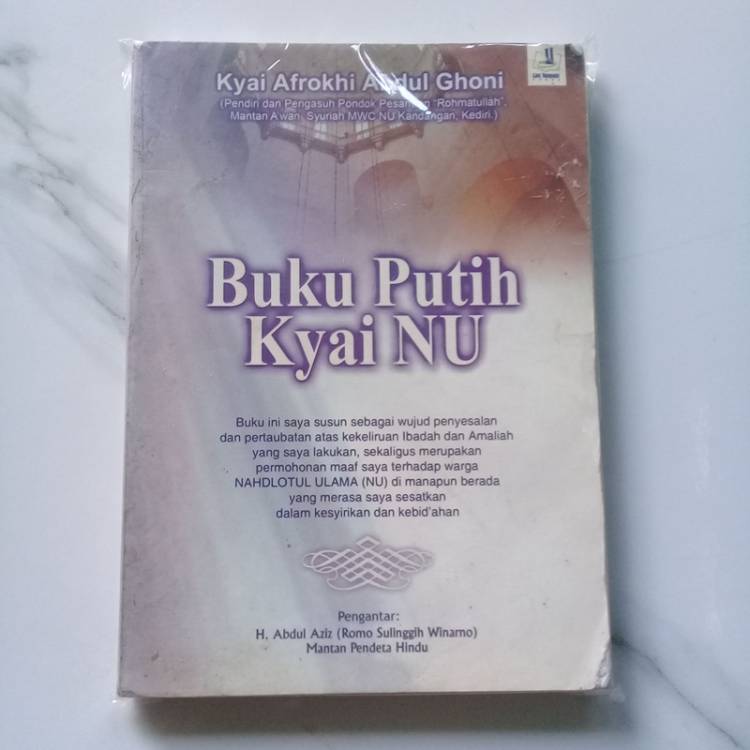 Kyai Afrokhi Abdul Ghoni
(Pendiri dan Pengasuh Pondok Pesantren "Rohmatullah".
Mantan A'wan Syuriah MWC NU Kandangan, Kediri.)
Buku Putih
Kyai NU
Buku ini saya susun sebagai wujud penyesalan
dan pertaubatan atas kekeliruan Ibadah dan Amaliah
yang saya lakukan, sekaligus merupakan
permohonan maaf saya terhadap warga
NAHDLOTUL ULAMA (NU) di manapun berada
yang merasa saya sesatkan
dalam kesyirikan dan kebid'ahan
Pengantar:
H. Abdul Aziz (Romo Sulinggih Winarno)
Mantan Pendeta Hindu